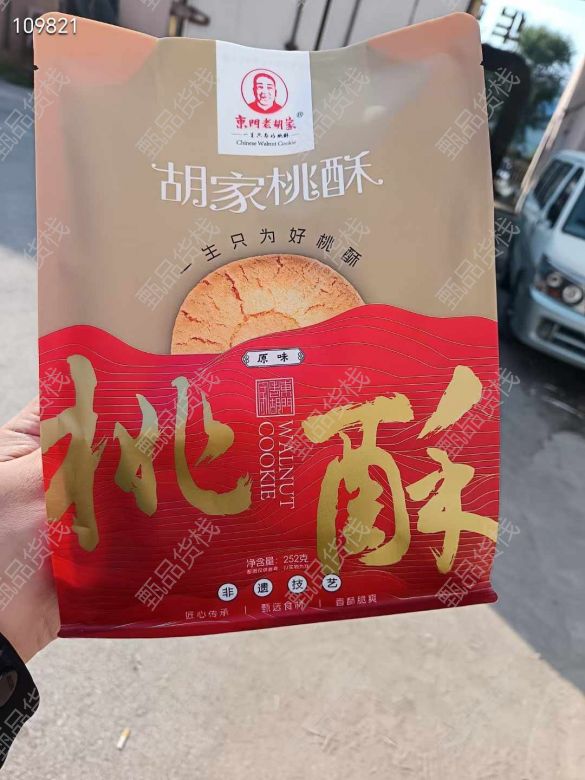 109821
東門老胡家®
Chinese Walnut Cookie
胡家桃酥
一生只为好桃酥
原味
桃酥
WALNUT
COOKIE
净含量：252克
非遗技艺
匠心传承 甄选食材 香酥脆爽
甄品货栈